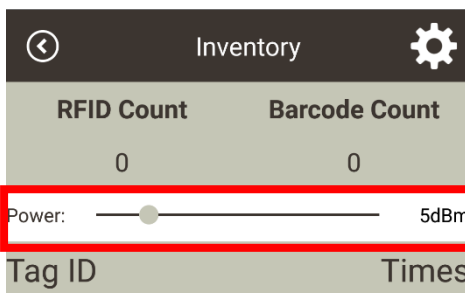 Inventory
RFID Count Barcode Count
0 0
Power: 5dBm
Tag ID Times